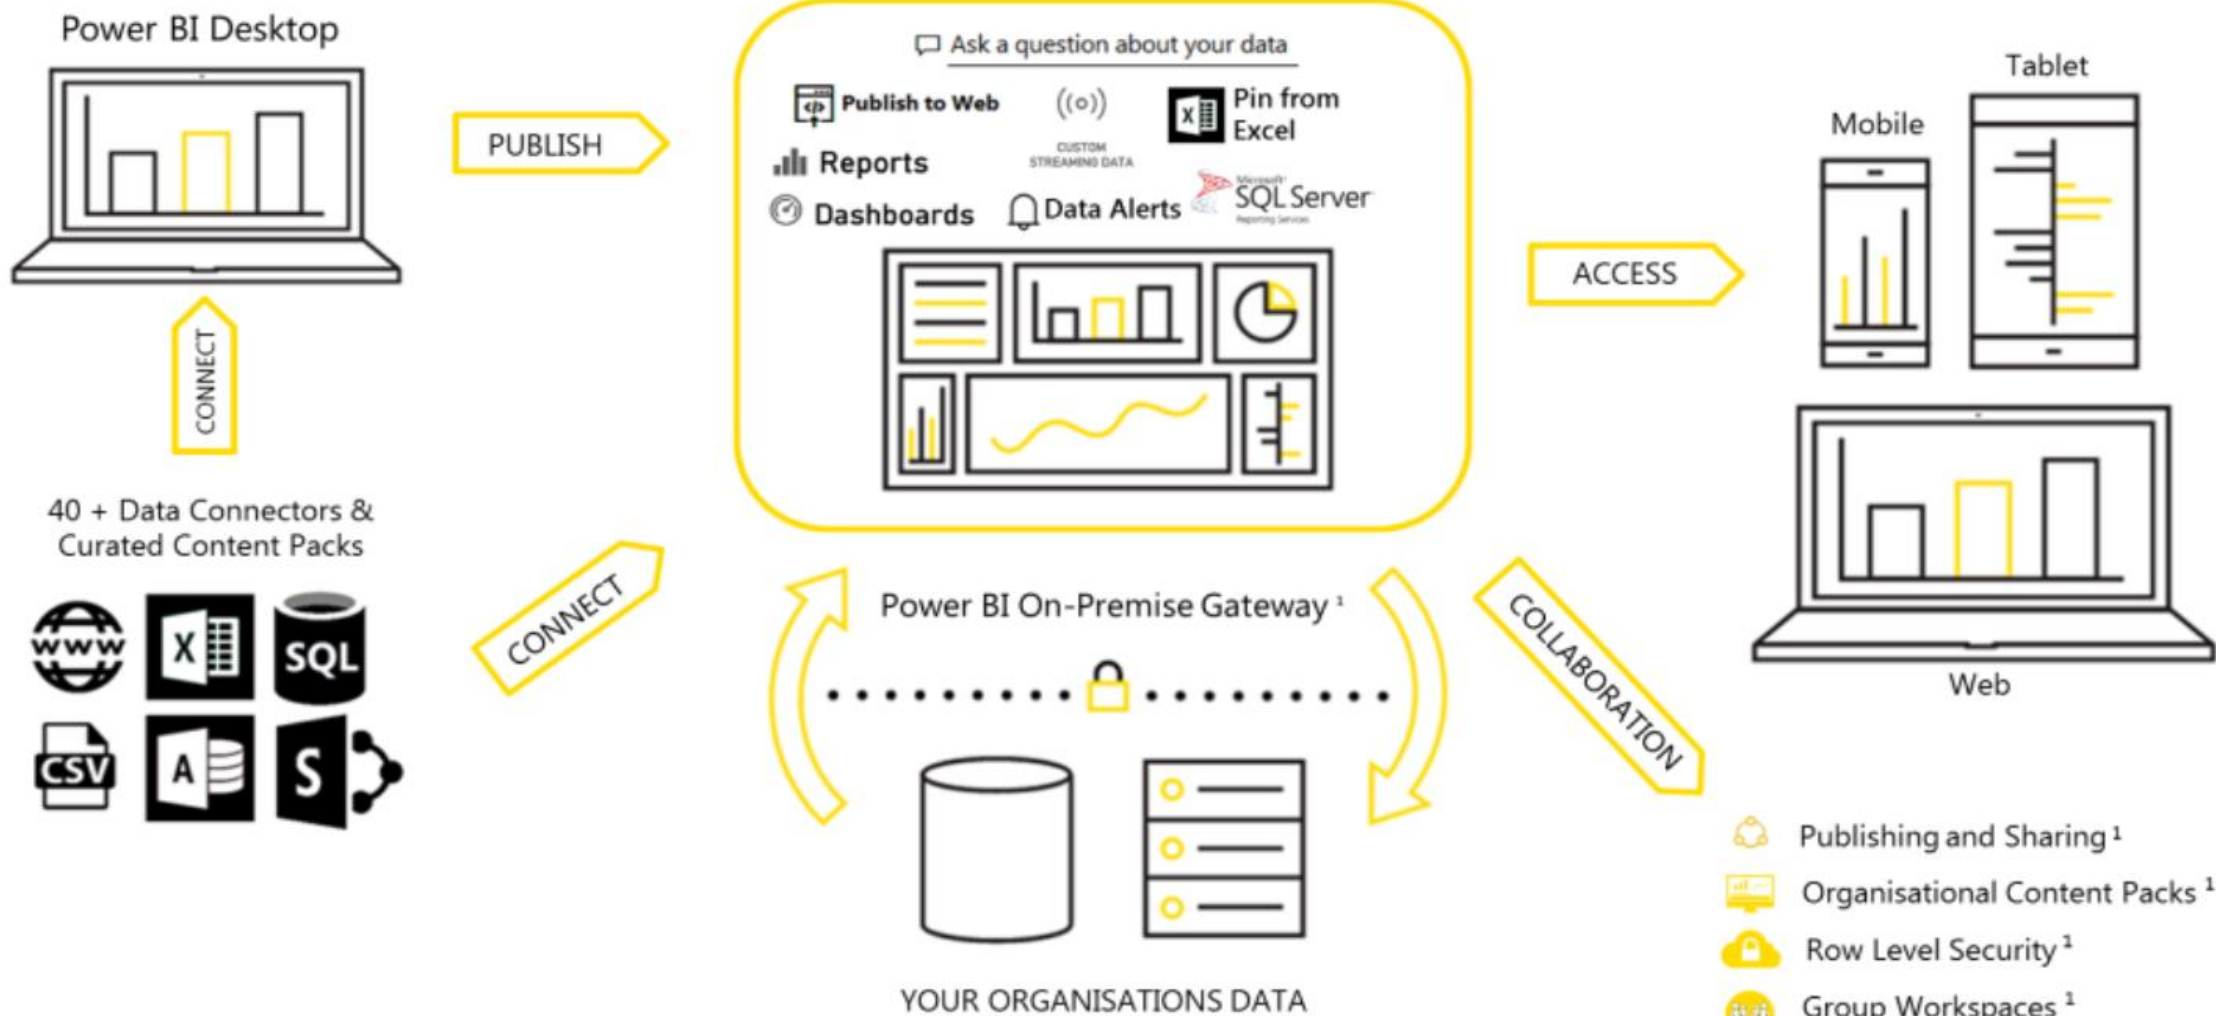 Power BI Desktop
CONNECT
40 + Data Connectors &
Curated Content Packs
WWW
X
SQL
CSV
A
S
PUBLISH
CONNECT
Ask a question about your data
Publish to Web
CUSTOM
STREAMING DATA
X
Pin from
Excel
Reports
Dashboards
Data Alerts
Microsoft
SQL Server
Reporting Services
Power BI On-Premise Gateway ¹
YOUR ORGANISATIONS DATA
ACCESS
COLLABORATION
Mobile
Tablet
Web
Publishing and Sharing ¹
Organisational Content Packs ¹
Row Level Security ¹
Group Workspaces ¹